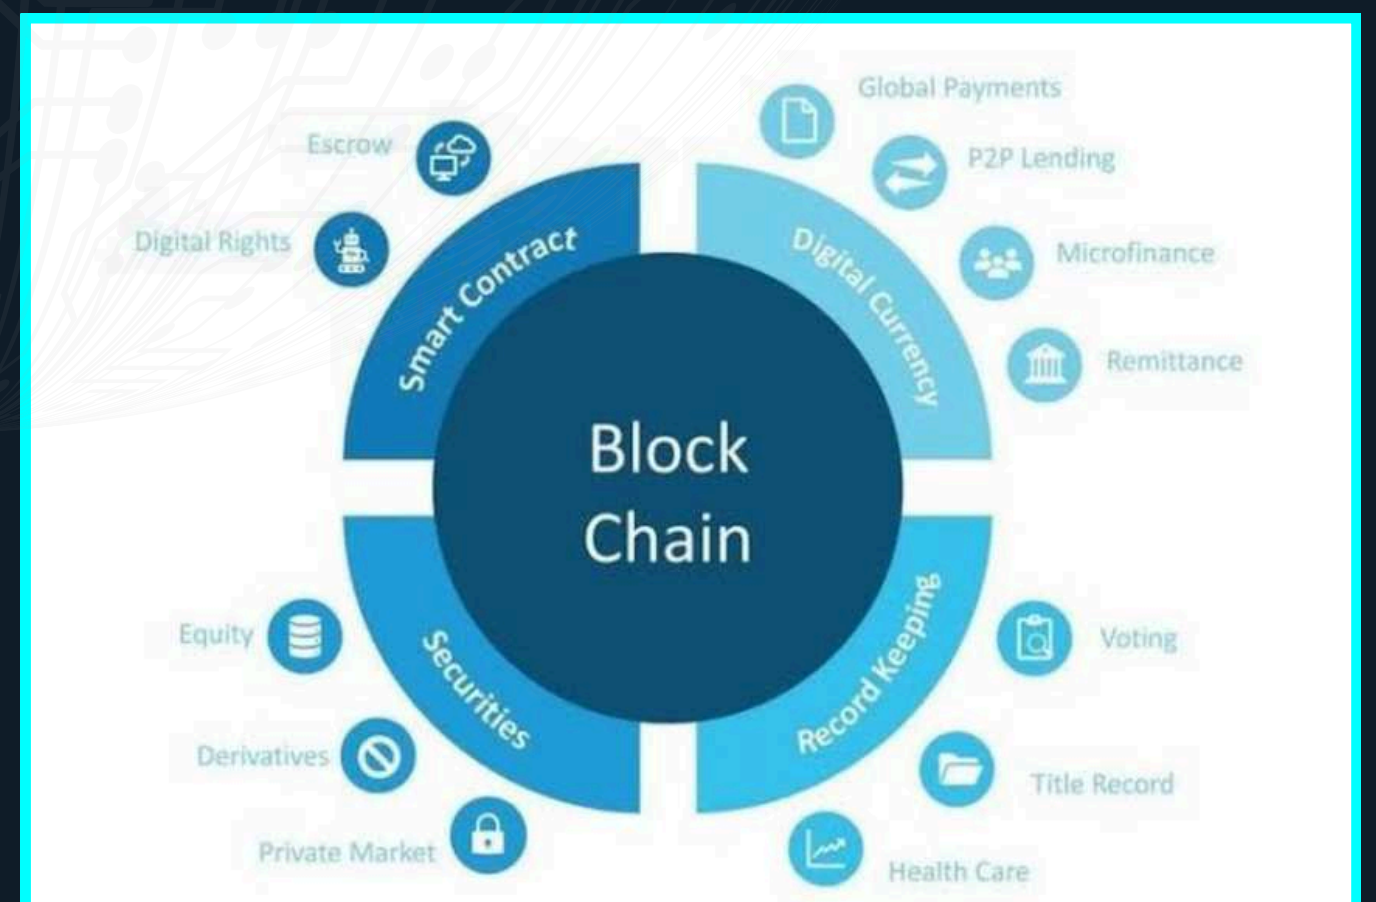 Global Payments
Escrow
P2P Lending
Digital Rights
Microfinance
Smart Contract
Digital Currency
Remittance
Block
Chain
Equity
Securities
Record Keeping
Voting
Derivatives
Title Record
Private Market
Health Care